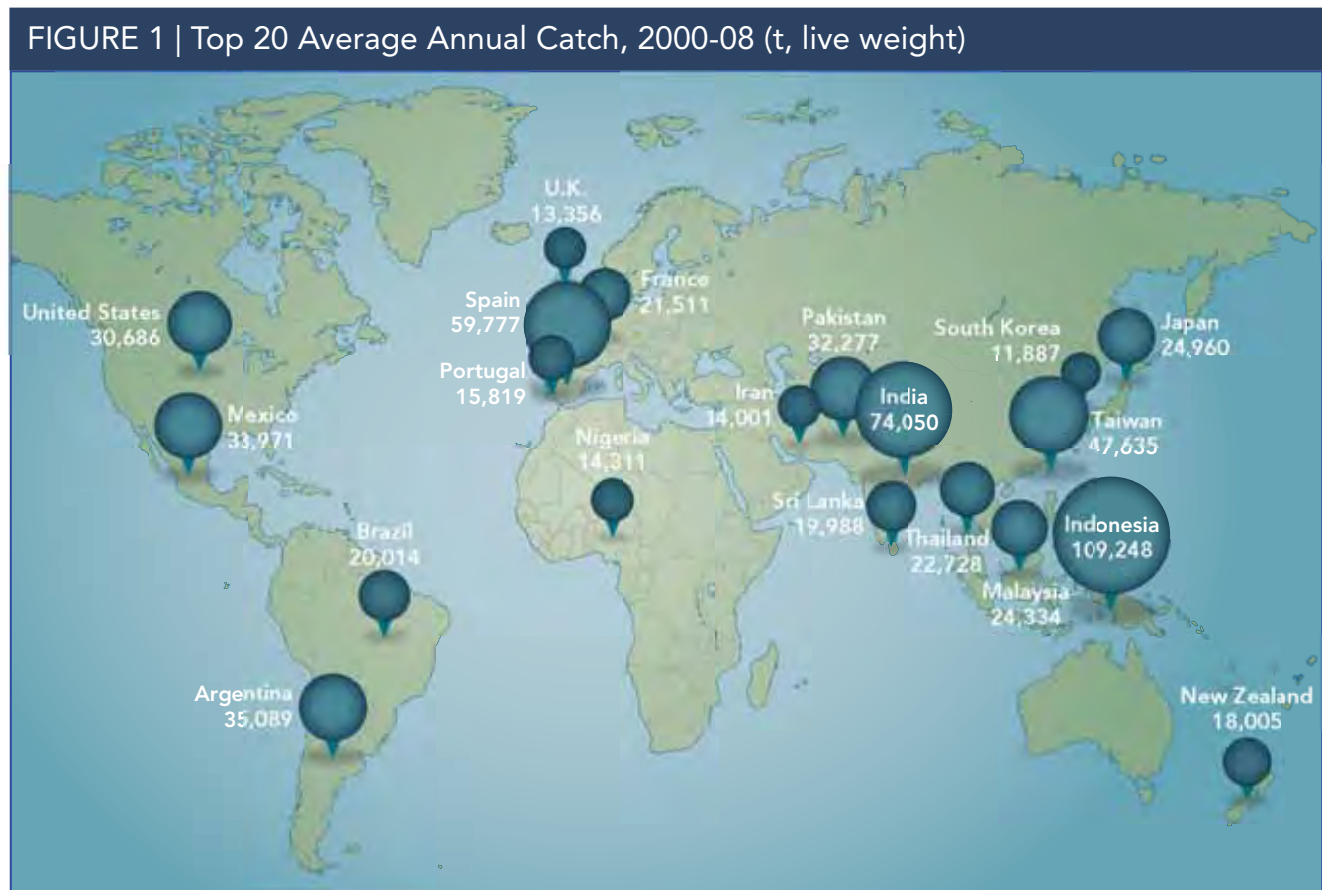 FIGURE 1 | Top 20 Average Annual Catch, 2000-08 (t, live weight)
U.K.
13,356
France
21,511
Spain
59,777
Portugal
15,819
United States
30,686
Mexico
33,971
Pakistan
32,277
South Korea
11,887
Japan
24,960
Iran
14,001
India
74,050
Taiwan
47,635
Nigeria
14,311
Sri Lanka
19,988
Thailand
22,728
Indonesia
109,248
Malaysia
24,334
Brazil
20,014
Argentina
35,089
New Zealand
18,005